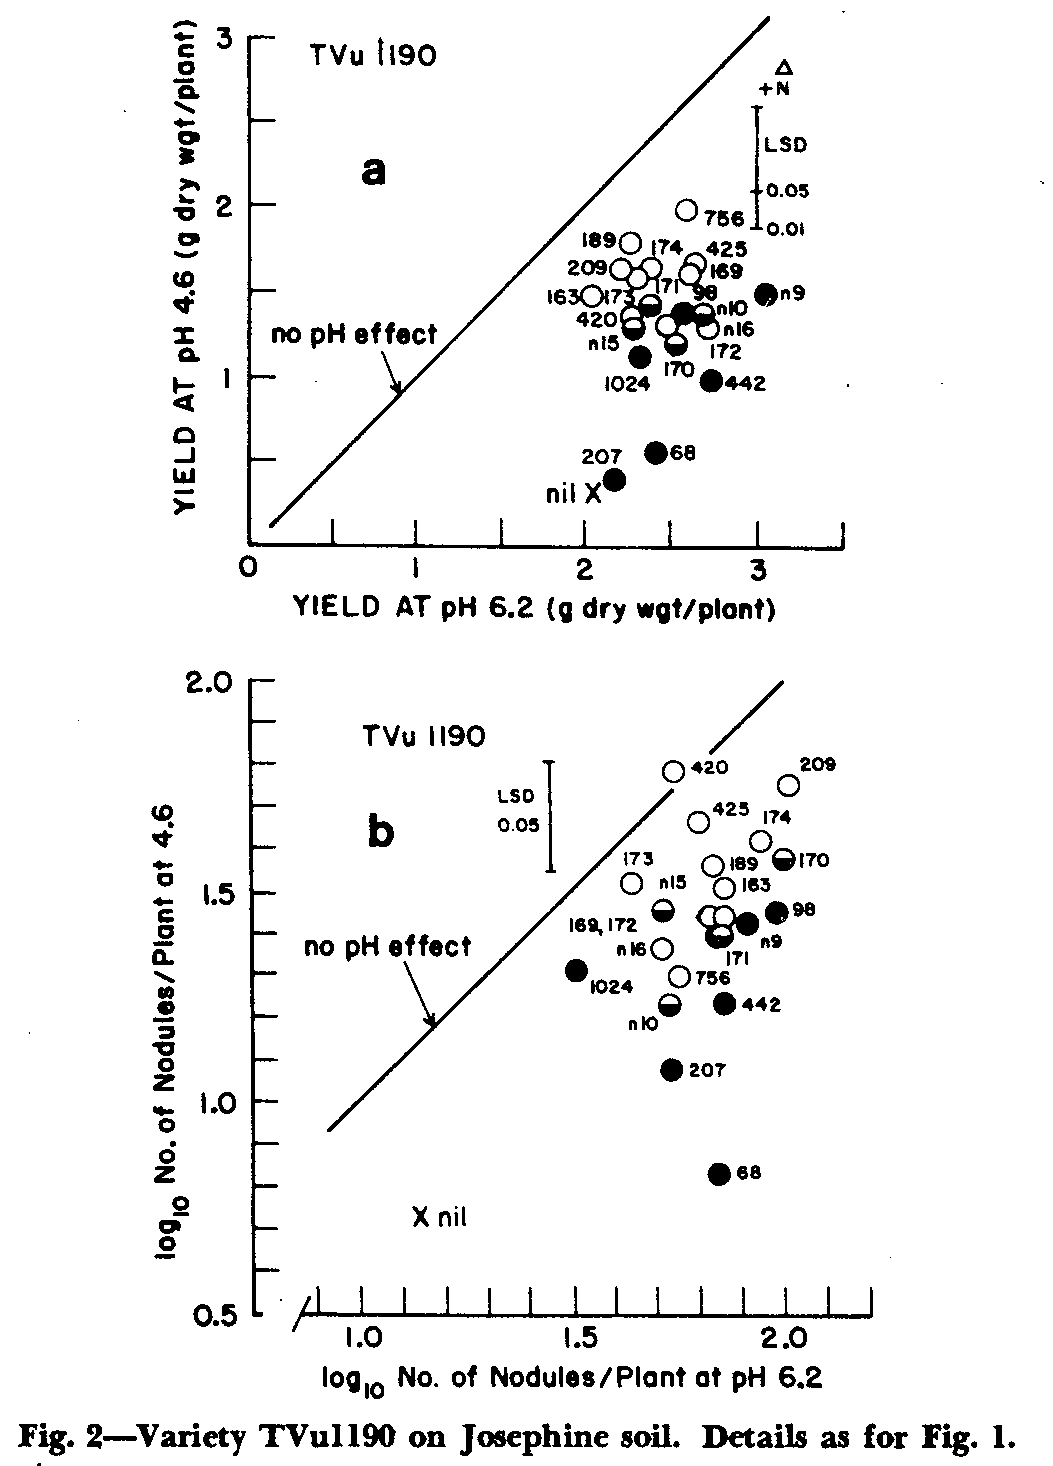 3
TVu 1190
+N
YIELD AT pH 4.6 (g dry wgt/plant)
a
LSD
0.05
0.01
2
756
189
174
425
209
171
169
163
173
98
n9
420
n10
n16
no pH effect
n15
172
170
1
1024
442
207
68
nil X
0
1
2
3
YIELD AT pH 6.2 (g dry wgt/plant)
2.0
TVu 1190
420
209
LSD
0.05
b
425
174
173
189
170
log10 No. of Nodules/Plant at 4.6
1.5
n15
163
98
169, 172
n9
no pH effect
n16
171
1024
756
442
n10
207
1.0
68
X nil
0.5
1.0
1.5
2.0
log10 No. of Nodules/Plant at pH 6.2
Fig. 2—Variety TVu1190 on Josephine soil. Details as for Fig. 1.